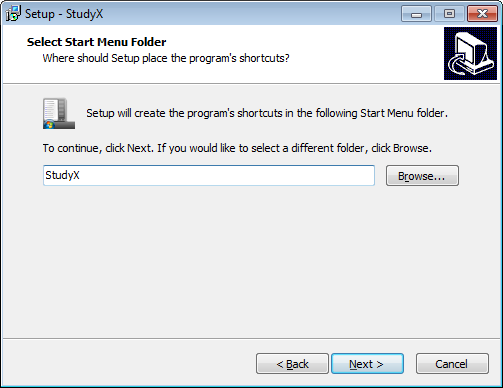 Setup - StudyX
Select Start Menu Folder
Where should Setup place the program's shortcuts?
Setup will create the program's shortcuts in the following Start Menu folder.
To continue, click Next. If you would like to select a different folder, click Browse.
StudyX
Browse...
< Back
Next >
Cancel